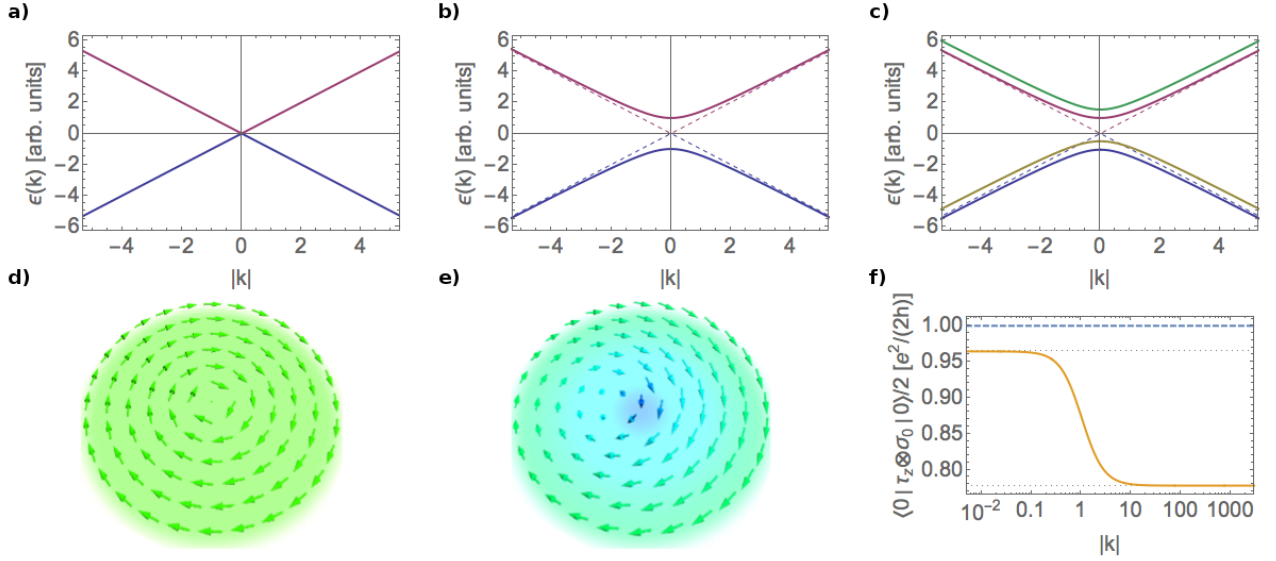 a)
ε(k) [arb. units]
6
4
2
0
−2
−4
−6
−4 −2 0 2 4
|k|
b)
ε(k) [arb. units]
6
4
2
0
−2
−4
−6
−4 −2 0 2 4
|k|
c)
ε(k) [arb. units]
6
4
2
0
−2
−4
−6
−4 −2 0 2 4
|k|
d)
e)
f)
⟨0 | τz⊗σ0 | 0⟩/2 [e²/(2h)]
1.00
0.95
0.90
0.85
0.80
10⁻² 0.1 1 10 100 1000
|k|